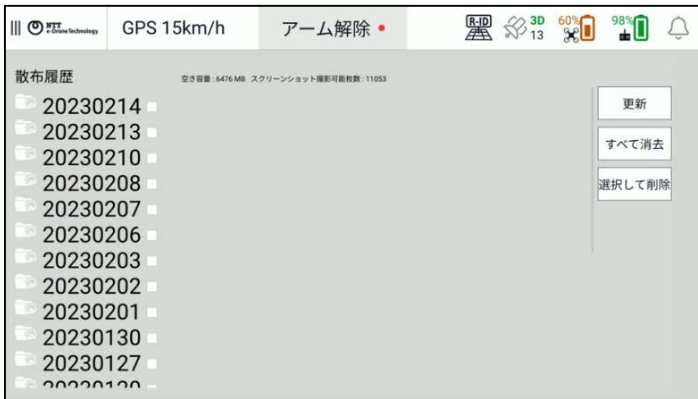 NTT e-Drone Technology
GPS 15km/h
アーム解除
R-ID
3D
13
60%
98%
散布履歴
空き容量 : 6476 MB スクリーンショット撮影可能枚数 : 11053
20230214
20230213
20230210
20230208
20230207
20230206
20230203
20230202
20230201
20230130
20230127
更新
すべて消去
選択して削除